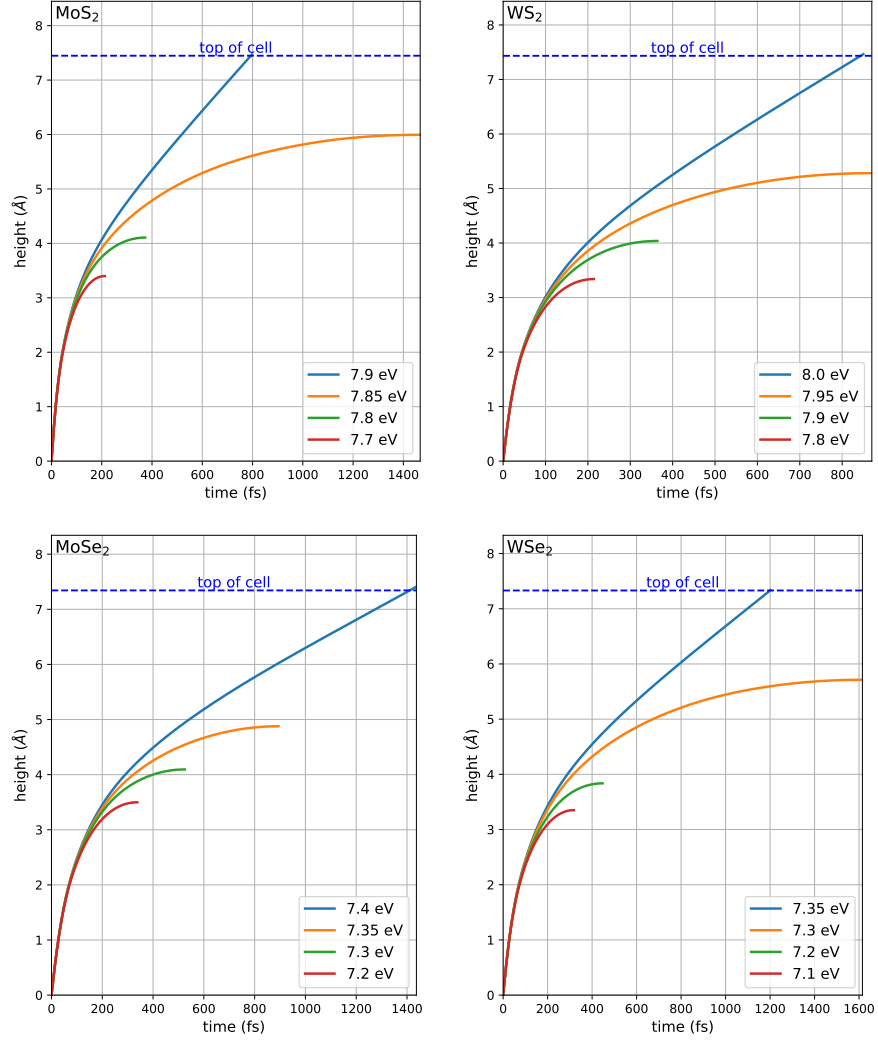 MoS₂
top of cell
height (Å)
8
7
6
5
4
3
2
1
0
7.9 eV
7.85 eV
7.8 eV
7.7 eV
0 200 400 600 800 1000 1200 1400
time (fs)
WS₂
top of cell
height (Å)
8
7
6
5
4
3
2
1
0
8.0 eV
7.95 eV
7.9 eV
7.8 eV
0 100 200 300 400 500 600 700 800
time (fs)
MoSe₂
top of cell
height (Å)
8
7
6
5
4
3
2
1
0
7.4 eV
7.35 eV
7.3 eV
7.2 eV
0 200 400 600 800 1000 1200 1400
time (fs)
WSe₂
top of cell
height (Å)
8
7
6
5
4
3
2
1
0
7.35 eV
7.3 eV
7.2 eV
7.1 eV
0 200 400 600 800 1000 1200 1400 1600
time (fs)